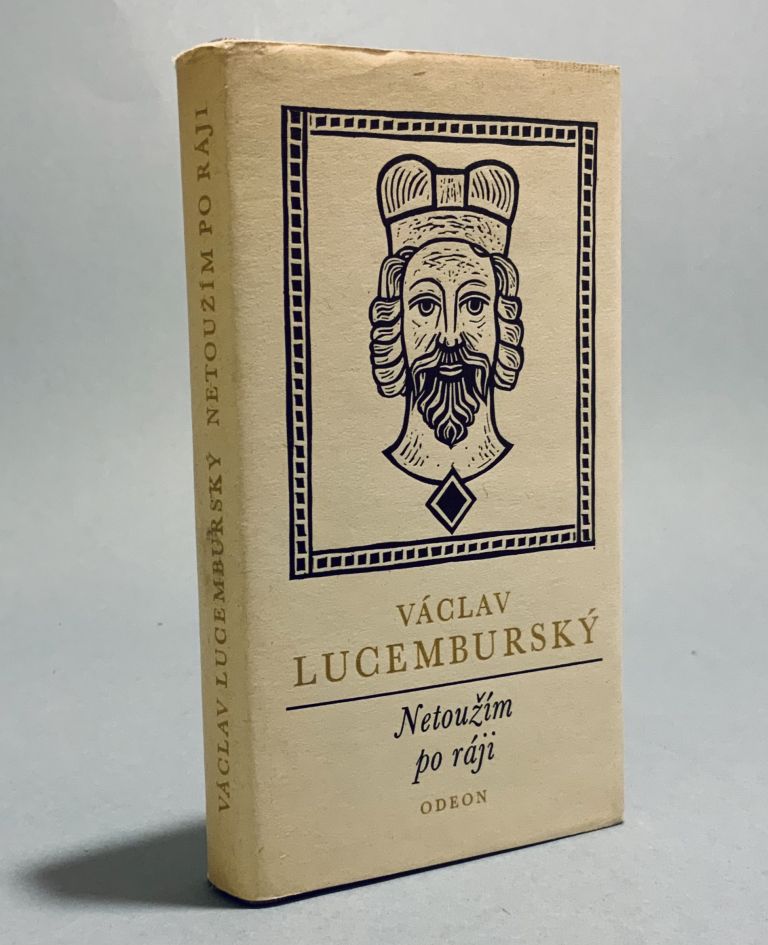 VÁCLAV LUCEMBURSKÝ NETOUŽÍM PO RÁJI
VÁCLAV
LUCEMBURSKÝ
Netoužím
po ráji
ODEON